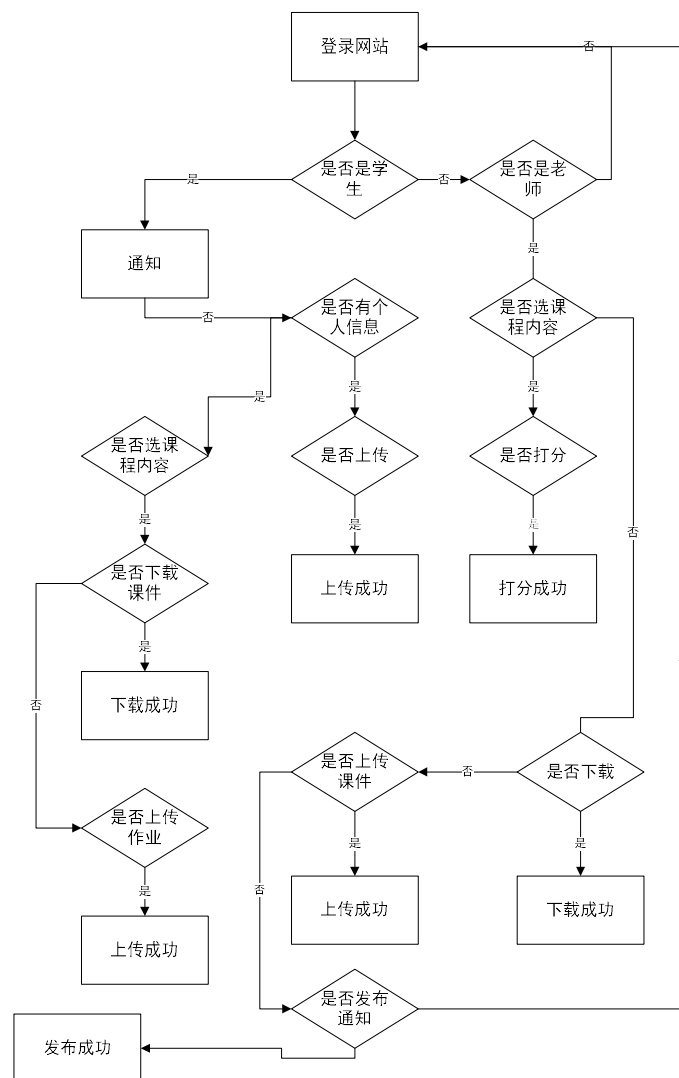 登录网站
否
是否是学
生
是否是老
师
是
否
通知
是
否
是否有个
人信息
是否选课
程内容
是
是
是
是否选课
程内容
是否上传
是否打分
是
是
是
否
是否下载
课件
上传成功
打分成功
是
否
下载成功
是否上传
课件
否
是否下载
是否上传
作业
是
是
是
否
上传成功
下载成功
上传成功
是否发布
通知
发布成功